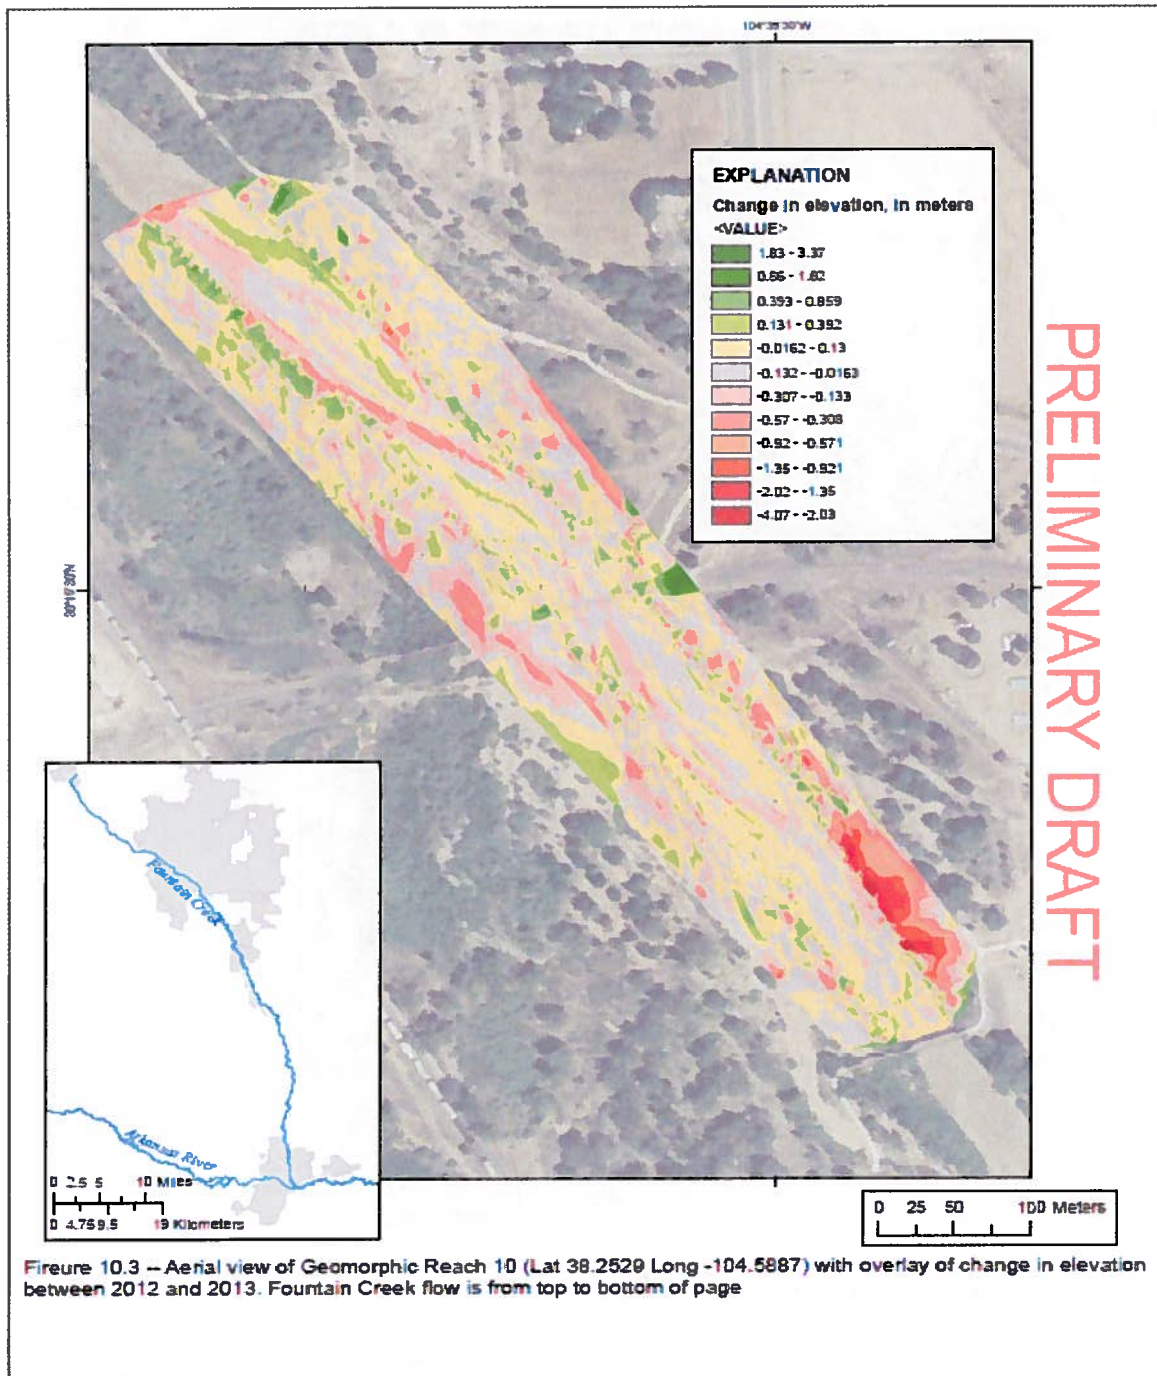 104°35'30"W
EXPLANATION
Change in elevation, in meters
<VALUE>
1.83 - 3.37
0.86 - 1.82
0.393 - 0.859
0.131 - 0.392
-0.0162 - 0.13
-0.132 - -0.0163
-0.307 - -0.133
-0.57 - -0.308
-0.92 - -0.571
-1.35 - -0.921
-2.02 - -1.35
-4.07 - -2.03
PRELIMINARY DRAFT
Fountain Creek
Arkansas River
0 2.5 5 10 Miles
0 4.75 9.5 19 Kilometers
0 25 50 100 Meters
Fireure 10.3 -- Aerial view of Geomorphic Reach 10 (Lat 38.2529 Long -104.5887) with overlay of change in elevation
between 2012 and 2013. Fountain Creek flow is from top to bottom of page